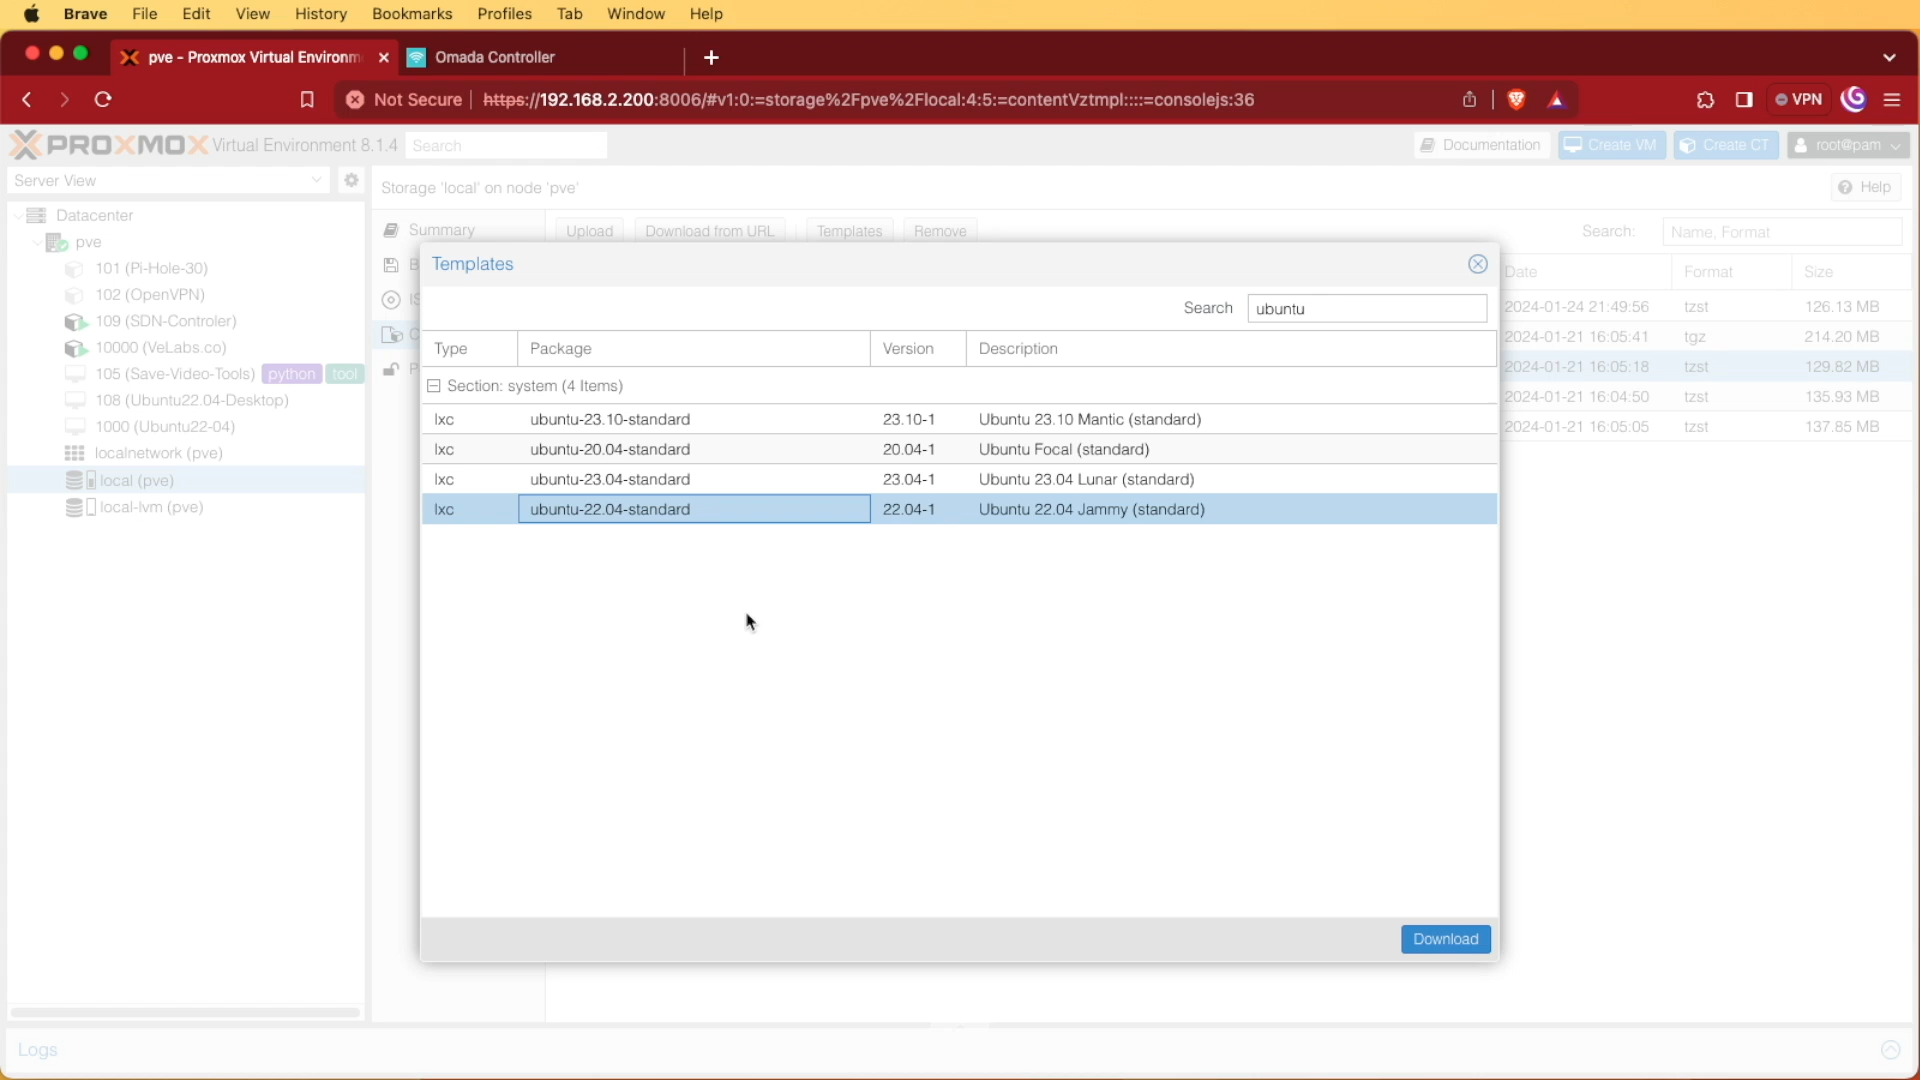 Brave File Edit View History Bookmarks Profiles Tab Window Help
pve - Proxmox Virtual Environm
Omada Controller
Not Secure https://192.168.2.200:8006/#v1:0:=storage%2Fpve%2Flocal:4:5:=contentVztmpl::::=consolejs:36
VPN
PROXMOX Virtual Environment 8.1.4 Search
Documentation Create VM Create CT root@pam
Server View
Storage 'local' on node 'pve'
Help
Datacenter
pve
101 (Pi-Hole-30)
102 (OpenVPN)
109 (SDN-Controler)
10000 (VeLabs.co)
105 (Save-Video-Tools) python tool
108 (Ubuntu22.04-Desktop)
1000 (Ubuntu22-04)
localnetwork (pve)
local (pve)
local-lvm (pve)
Summary
B
IS
C
P
Upload Download from URL Templates Remove
Search: Name, Format
Templates
Search ubuntu
Type Package Version Description
Section: system (4 Items)
lxc ubuntu-23.10-standard 23.10-1 Ubuntu 23.10 Mantic (standard)
lxc ubuntu-20.04-standard 20.04-1 Ubuntu Focal (standard)
lxc ubuntu-23.04-standard 23.04-1 Ubuntu 23.04 Lunar (standard)
lxc ubuntu-22.04-standard 22.04-1 Ubuntu 22.04 Jammy (standard)
Download
Date Format Size
2024-01-24 21:49:56 tzst 126.13 MB
2024-01-21 16:05:41 tgz 214.20 MB
2024-01-21 16:05:18 tzst 129.82 MB
2024-01-21 16:04:50 tzst 135.93 MB
2024-01-21 16:05:05 tzst 137.85 MB
Logs